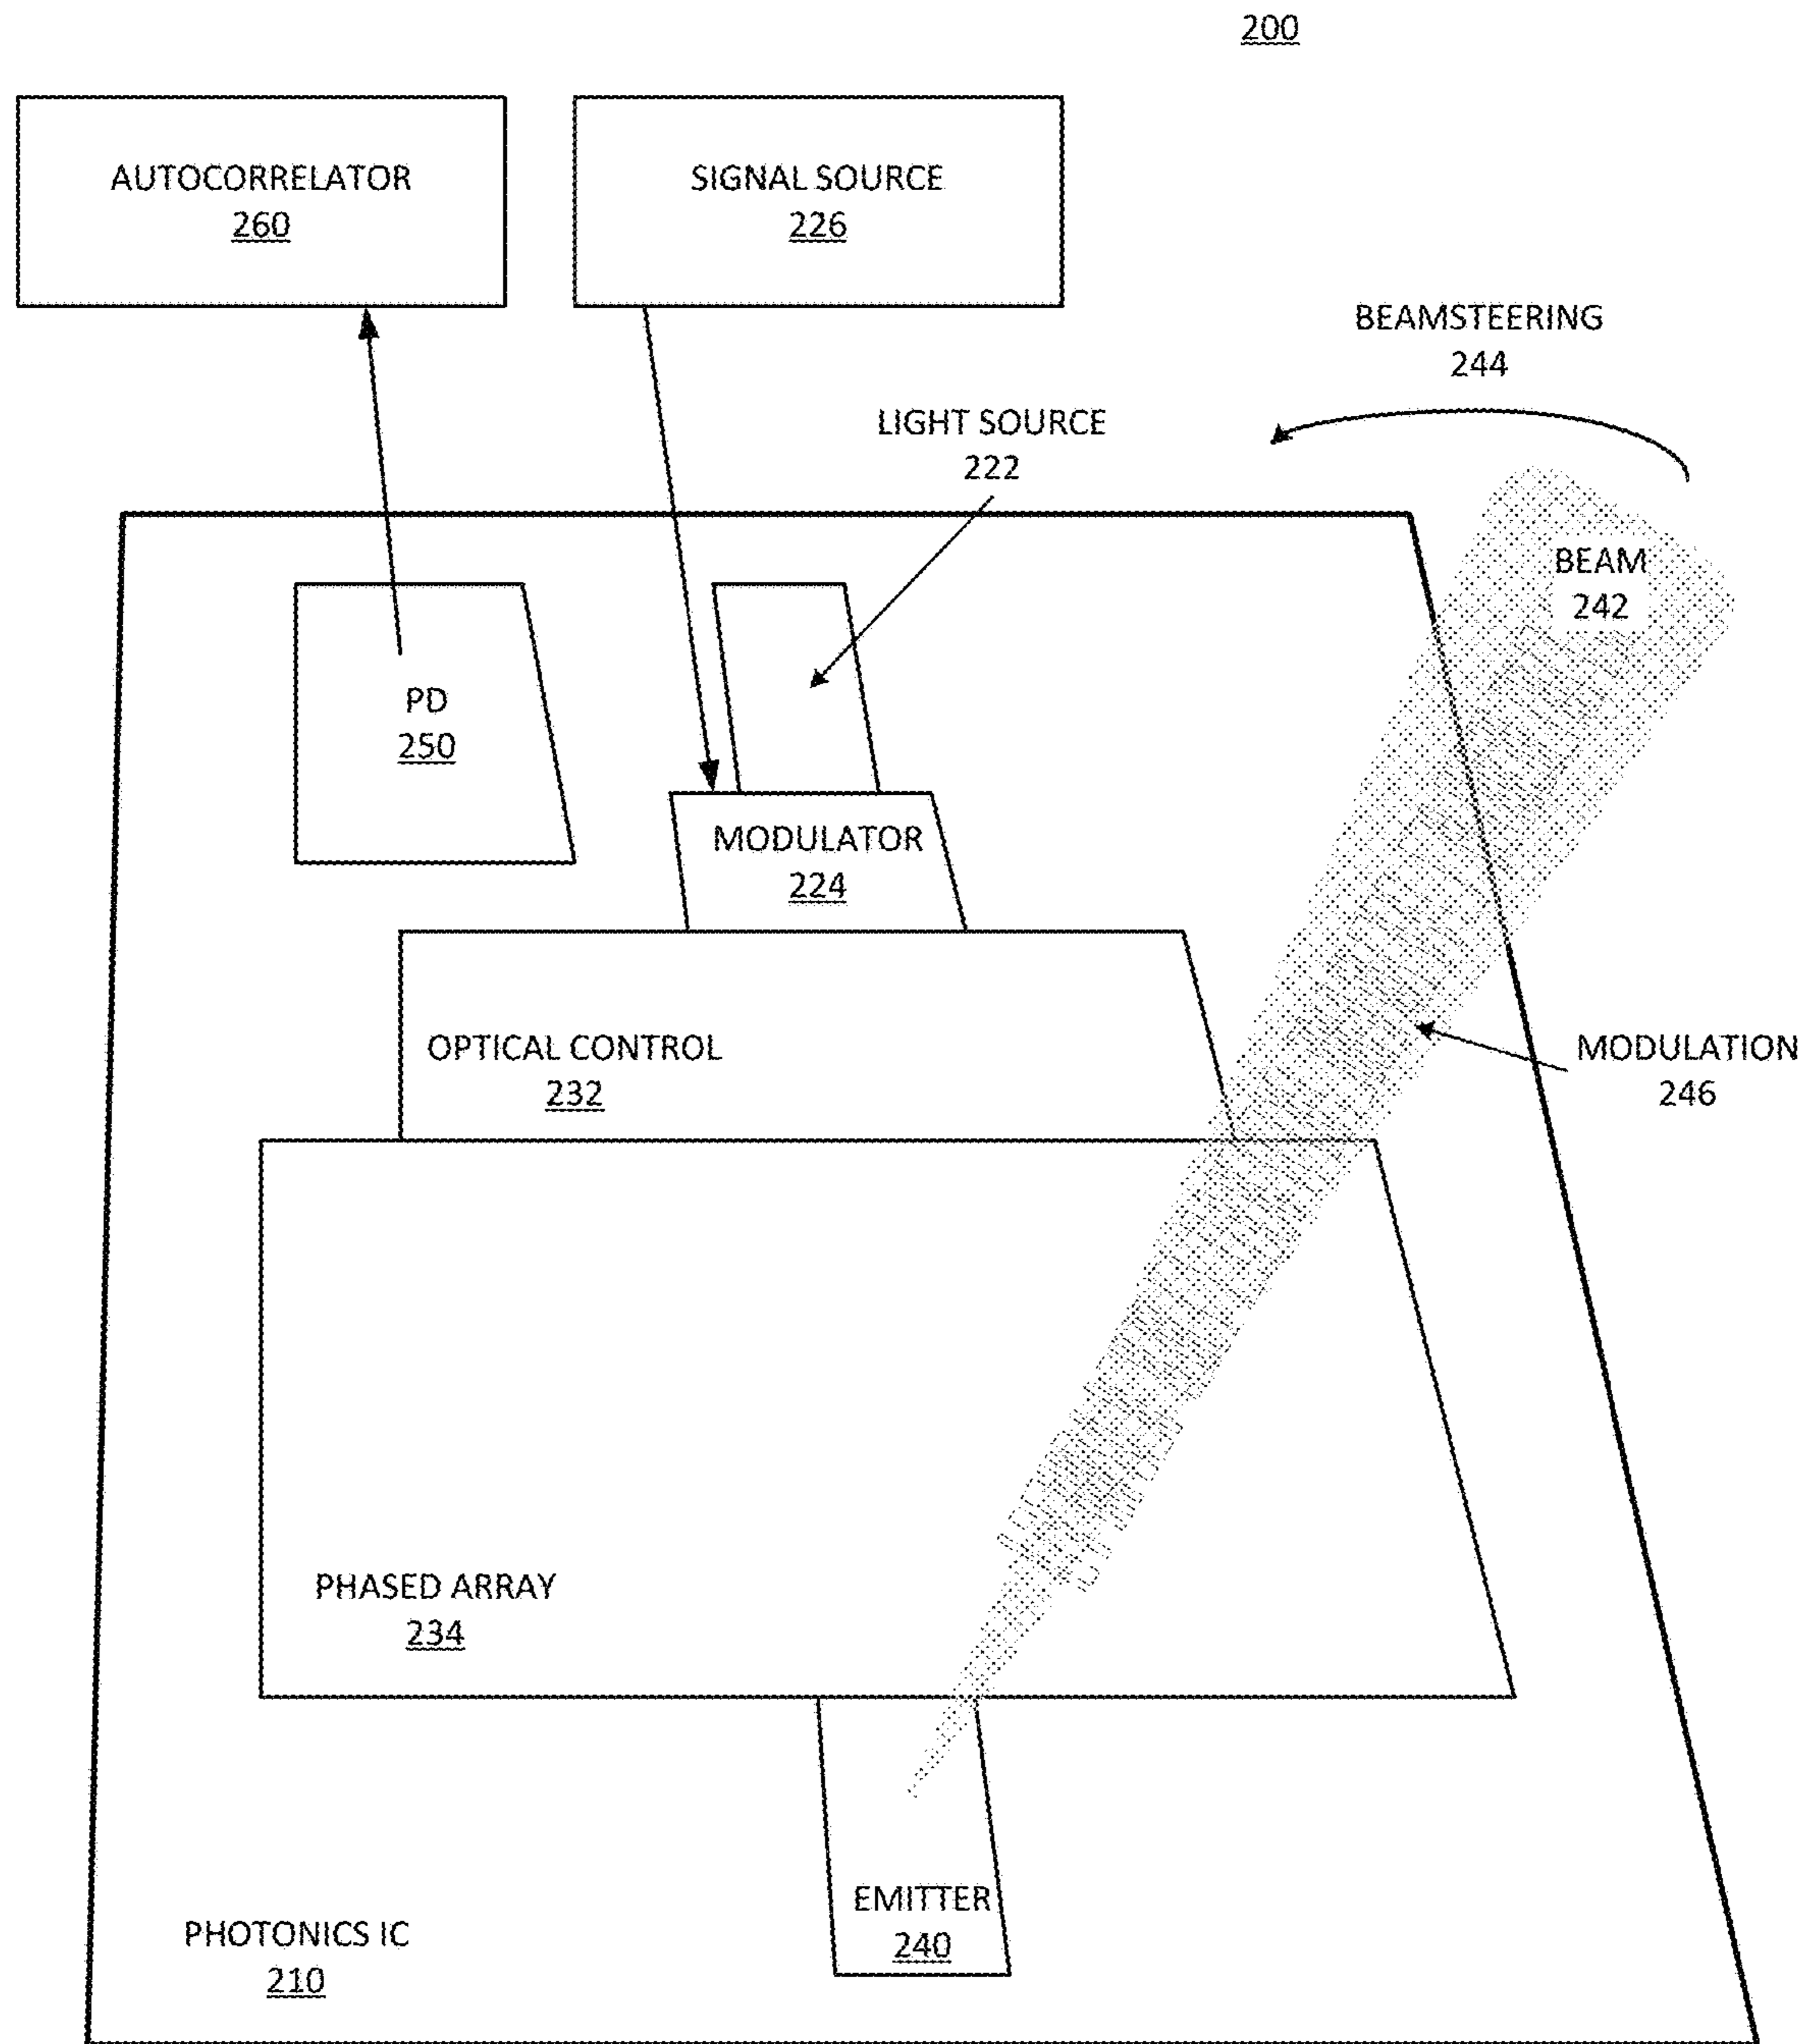 200
AUTOCORRELATOR
260
SIGNAL SOURCE
226
BEAMSTEERING
244
LIGHT SOURCE
222
BEAM
242
PD
250
MODULATOR
224
OPTICAL CONTROL
232
MODULATION
246
PHASED ARRAY
234
EMITTER
240
PHOTONICS IC
210